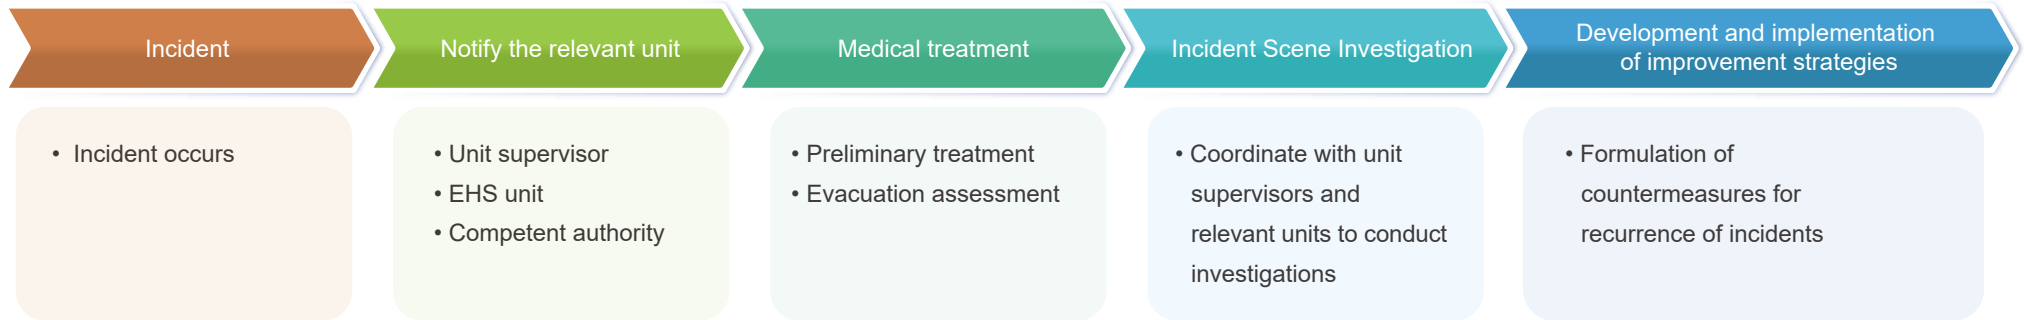 Incident
Notify the relevant unit
Medical treatment
Incident Scene Investigation
Development and implementation
of improvement strategies
• Incident occurs
• Unit supervisor
• EHS unit
• Competent authority
• Preliminary treatment
• Evacuation assessment
• Coordinate with unit
supervisors and
relevant units to conduct
investigations
• Formulation of
countermeasures for
recurrence of incidents